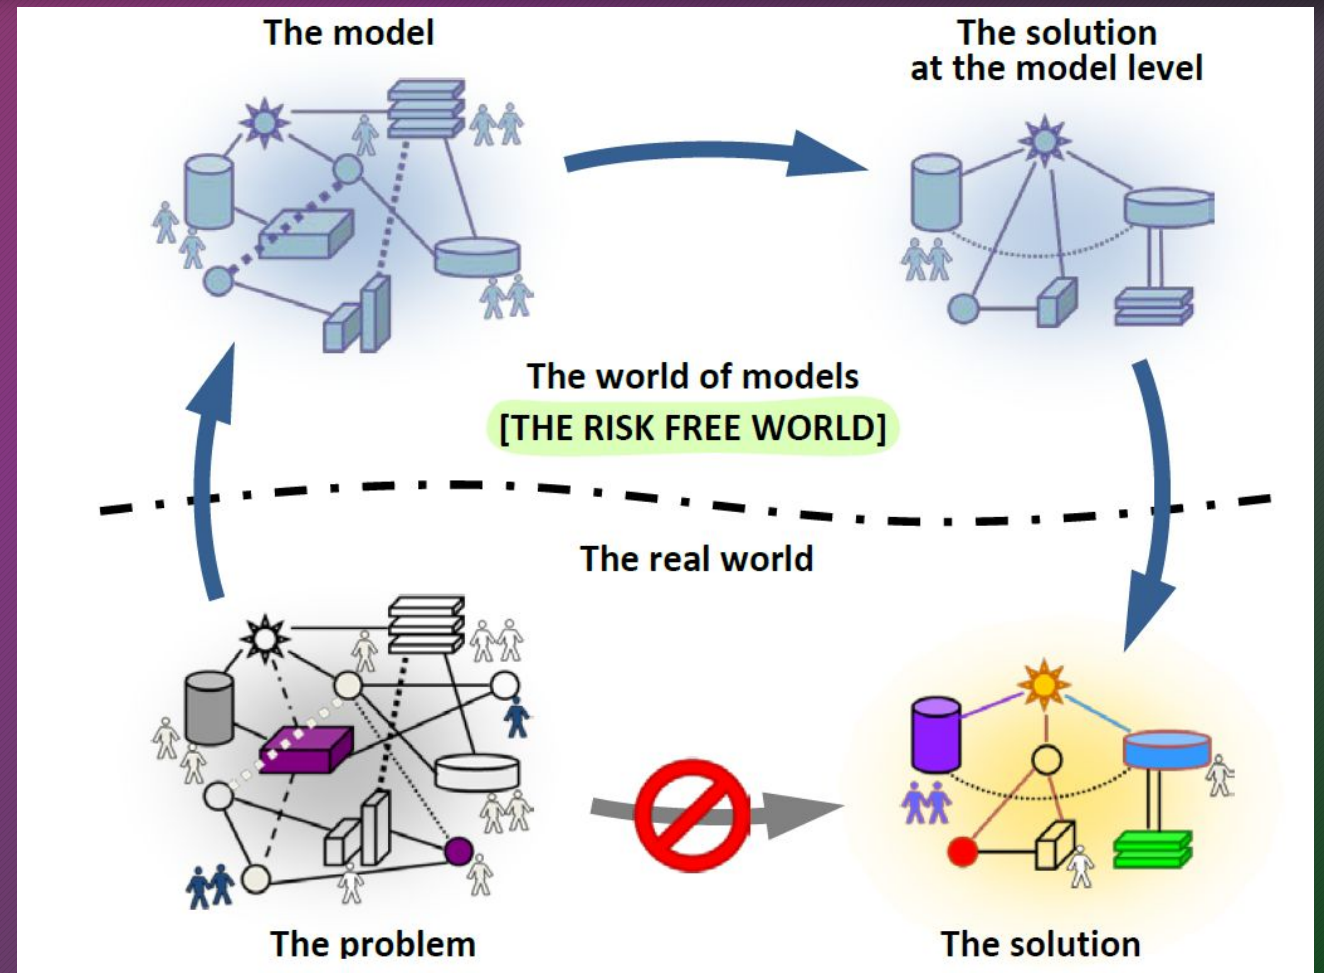 The model
The solution
at the model level
The world of models
[THE RISK FREE WORLD]
The real world
The problem
The solution